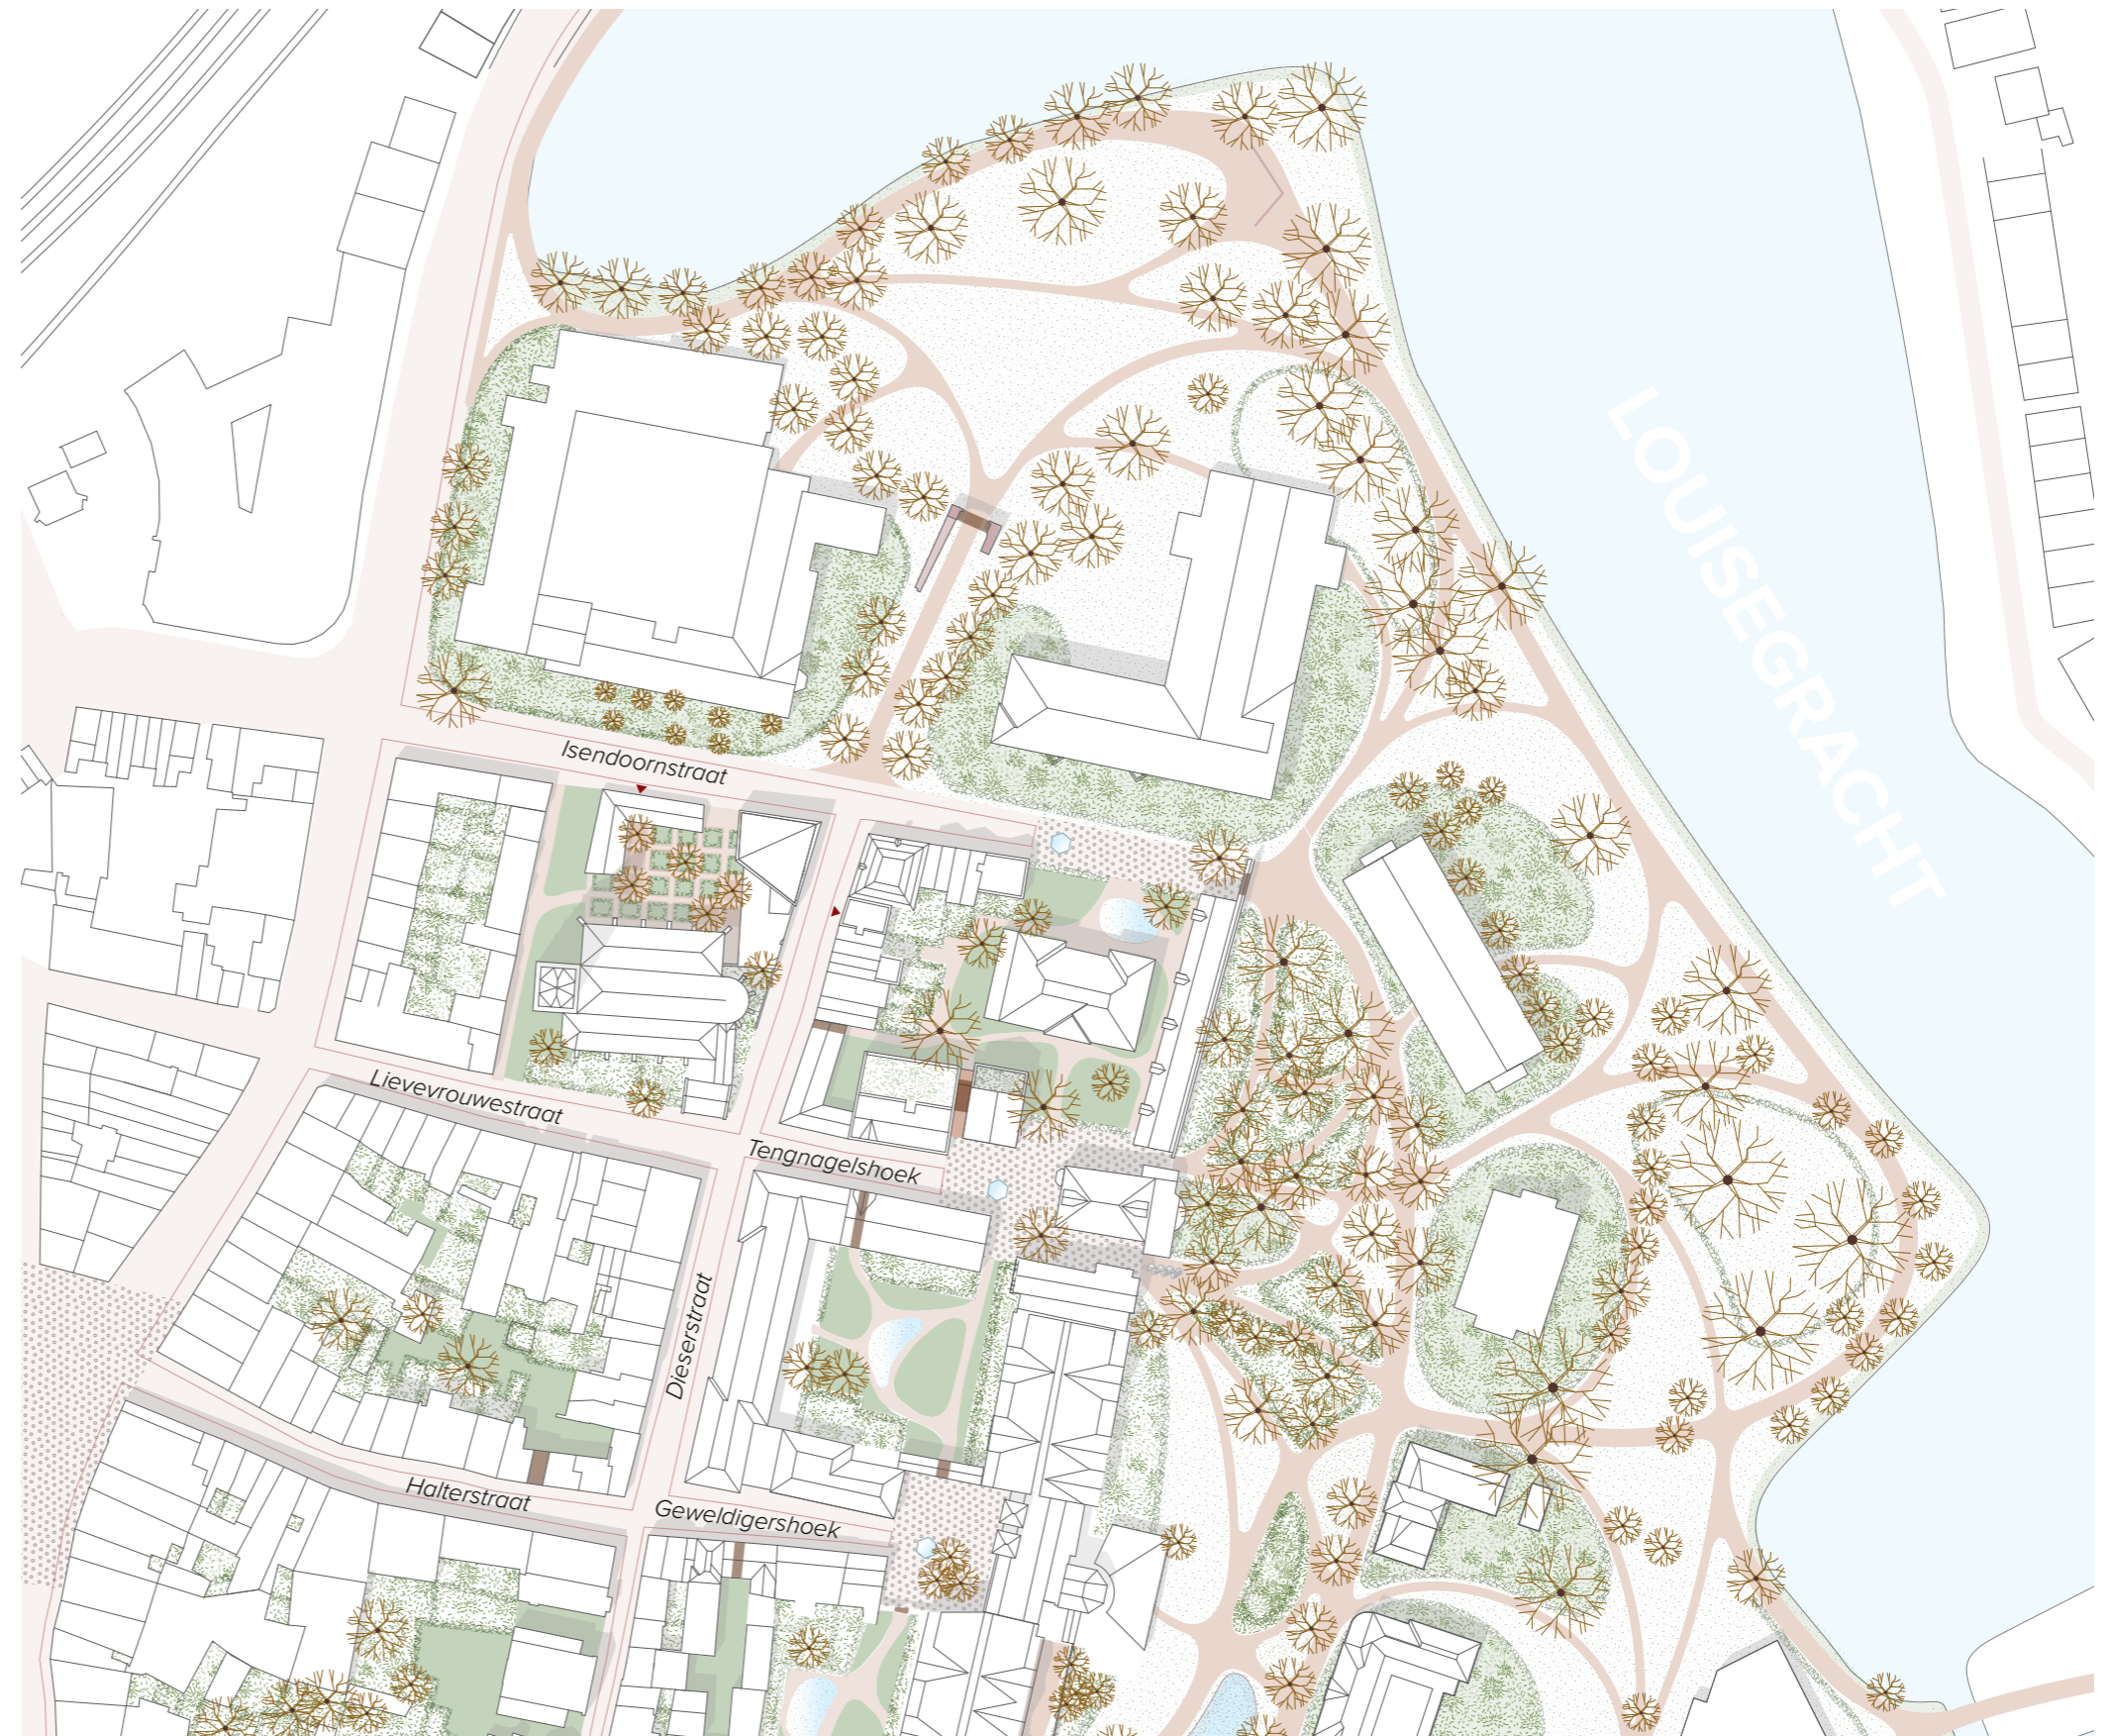 LOUISEGRACHT
Isendoornstraat
Lievevrouwestraat
Tengnagelshoek
Dieserstraat
Halterstraat
Geweldigershoek